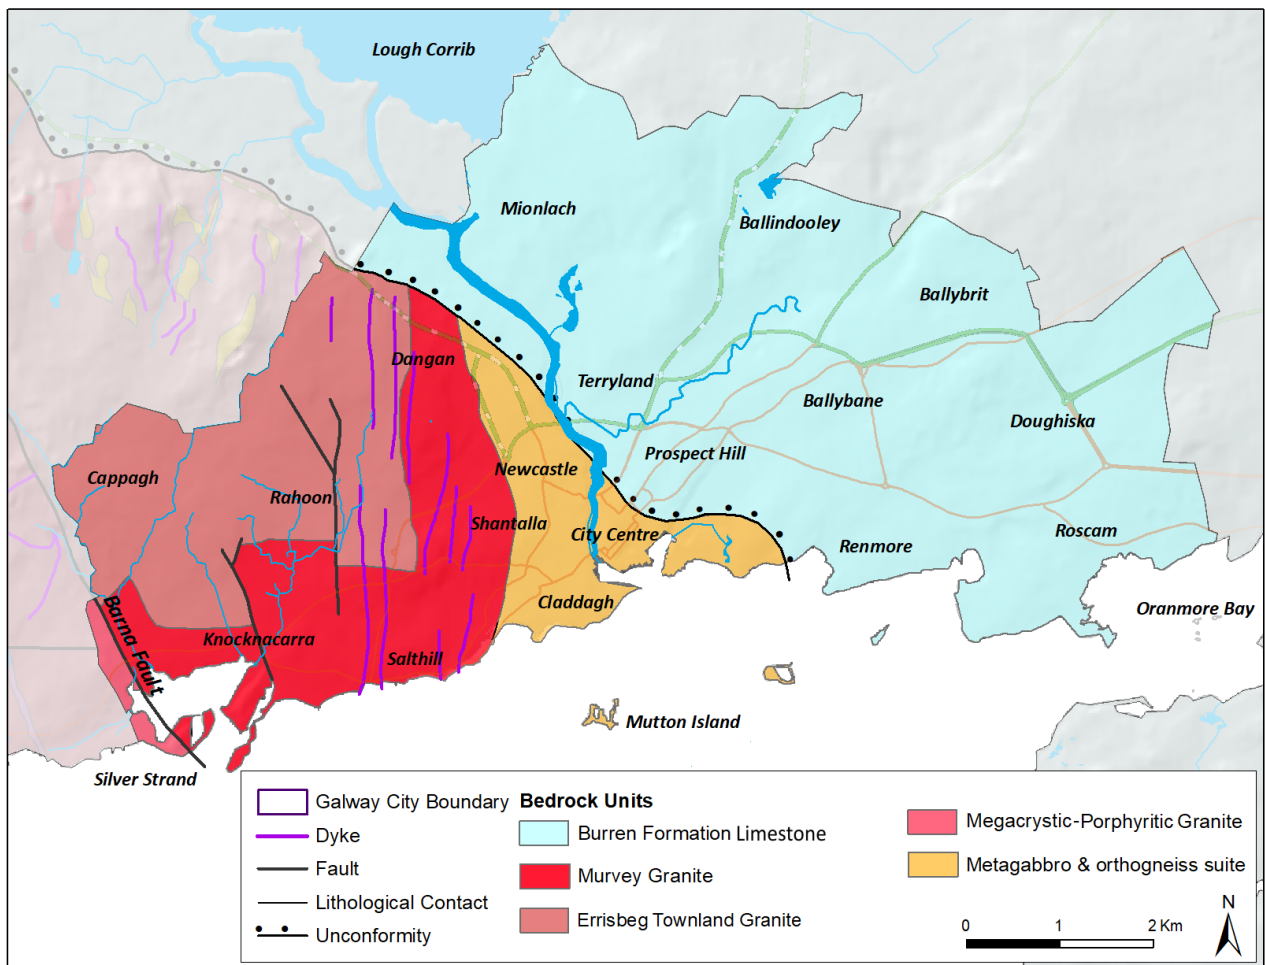 Lough Corrib
Mionlach
Ballindooley
Ballybrit
Dangan
Terryland
Ballybane
Doughiska
Prospect Hill
Newcastle
Cappagh
Rahoon
Shantalla
City Centre
Roscam
Renmore
Claddagh
Oranmore Bay
Barna Fault
Knocknacarra
Salthill
Mutton Island
Silver Strand
Galway City Boundary
Dyke
Fault
Lithological Contact
Unconformity
Bedrock Units
Burren Formation Limestone
Murvey Granite
Errisbeg Townland Granite
Megacrystic-Porphyritic Granite
Metagabbro & orthogneiss suite
N
0 1 2 Km